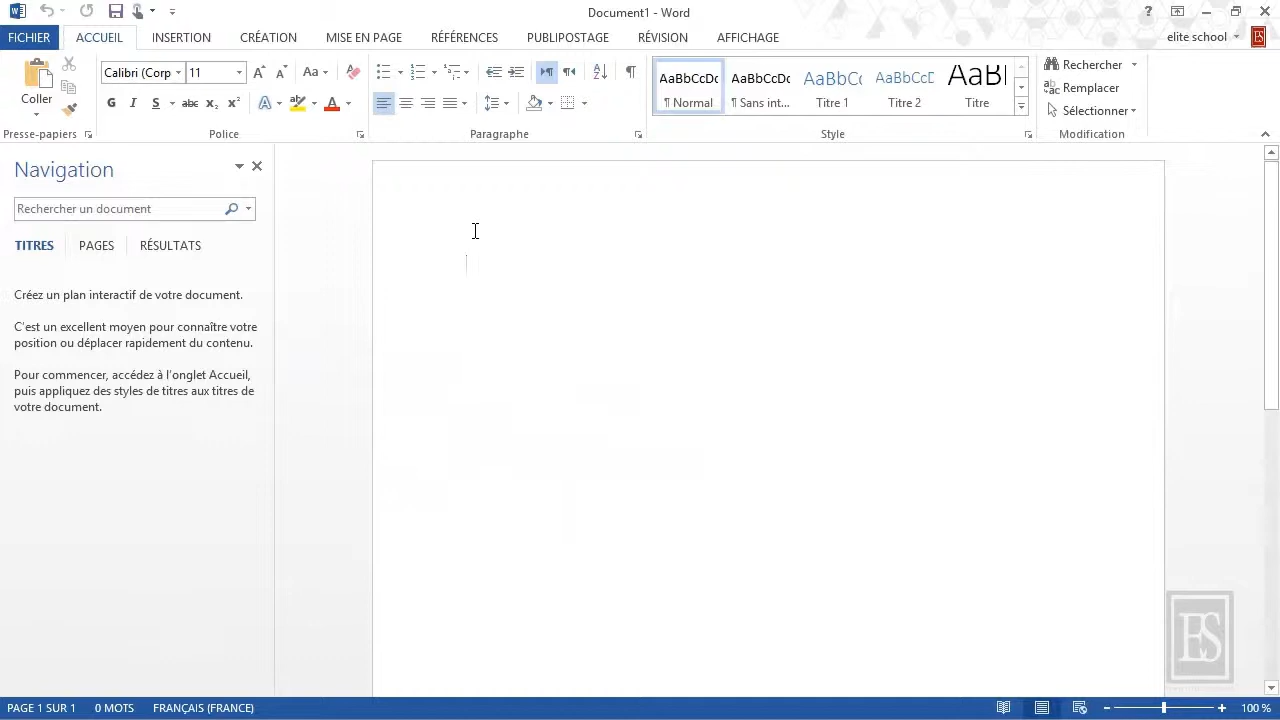 Document1 - Word
FICHIER ACCUEIL INSERTION CRÉATION MISE EN PAGE RÉFÉRENCES PUBLIPOSTAGE RÉVISION AFFICHAGE elite school ES
Coller
Presse-papiers
Calibri (Corp 11 Aa
G I S abc x₂ x² A A
Police
Paragraphe
AaBbCcDc AaBbCcDc AaBbCc AaBbCcD AaB
¶ Normal ¶ Sans int... Titre 1 Titre 2 Titre
Style
Rechercher
Remplacer
Sélectionner
Modification
Navigation
Rechercher un document
TITRES PAGES RÉSULTATS
Créez un plan interactif de votre document.
C'est un excellent moyen pour connaître votre
position ou déplacer rapidement du contenu.
Pour commencer, accédez à l'onglet Accueil,
puis appliquez des styles de titres aux titres de
votre document.
ES
PAGE 1 SUR 1 0 MOTS FRANÇAIS (FRANCE) 100 %